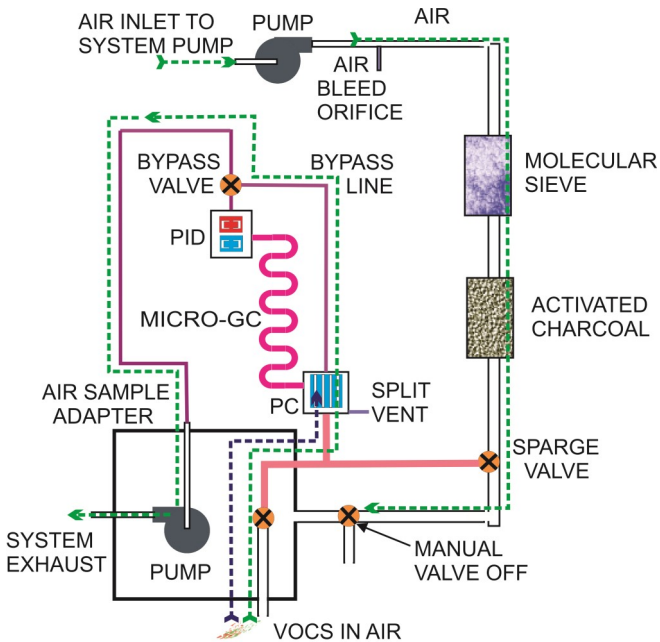 AIR INLET TO
SYSTEM PUMP
PUMP
AIR
AIR
BLEED
ORIFICE
BYPASS
VALVE
BYPASS
LINE
MOLECULAR
SIEVE
PID
MICRO-GC
ACTIVATED
CHARCOAL
AIR SAMPLE
ADAPTER
PC
SPLIT
VENT
SPARGE
VALVE
SYSTEM
EXHAUST
PUMP
MANUAL
VALVE OFF
VOCS IN AIR